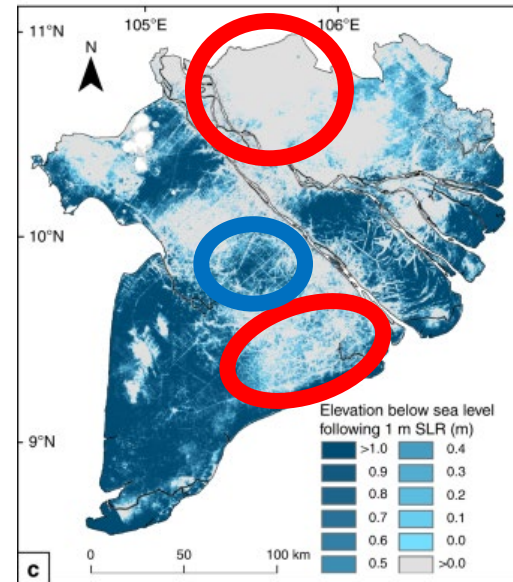 105°E 106°E
11°N
N
10°N
9°N
Elevation below sea level
following 1 m SLR (m)
>1.0 0.4
0.9 0.3
0.8 0.2
0.7 0.1
0.6 0.0
0.5 >0.0
c
0 50 100 km